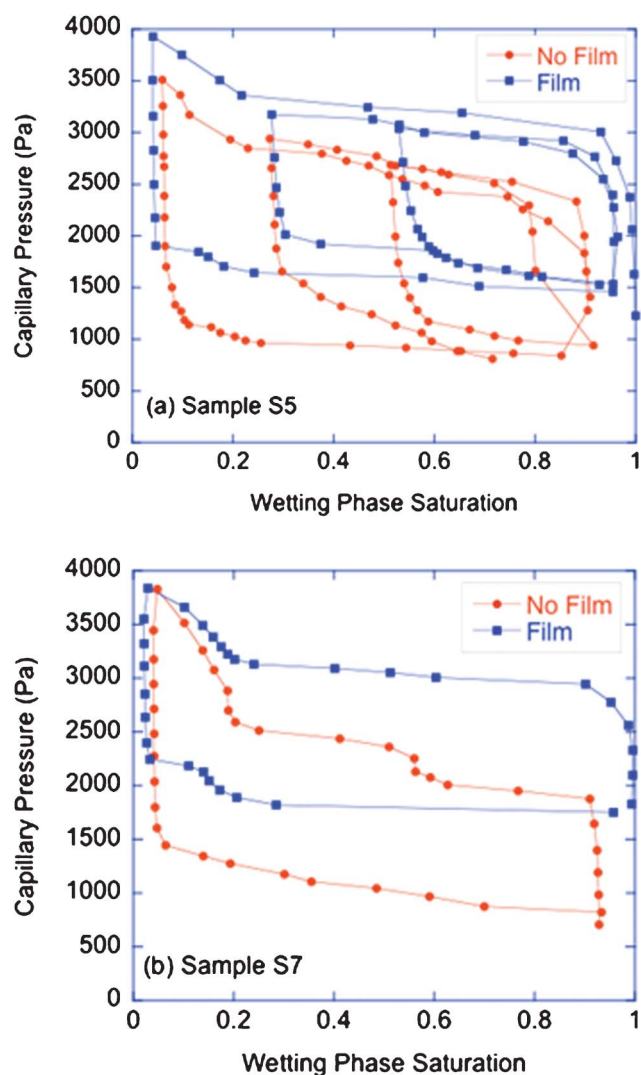 4000
3500
3000
2500
2000
1500
1000
500
0
Capillary Pressure (Pa)
No Film
Film
(a) Sample S5
0 0.2 0.4 0.6 0.8 1
Wetting Phase Saturation
4000
3500
3000
2500
2000
1500
1000
500
0
Capillary Pressure (Pa)
No Film
Film
(b) Sample S7
0 0.2 0.4 0.6 0.8 1
Wetting Phase Saturation